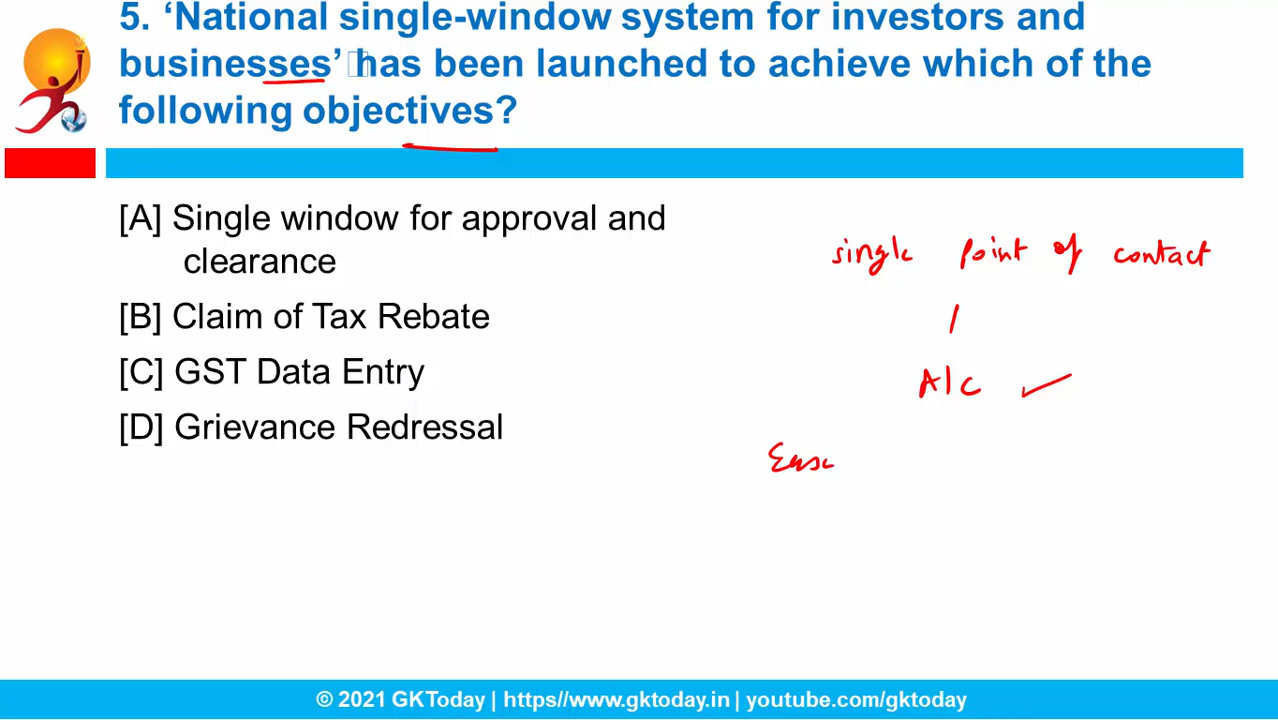 5. ‘National single-window system for investors and
businesses’ has been launched to achieve which of the
following objectives?
[A] Single window for approval and
clearance
[B] Claim of Tax Rebate
[C] GST Data Entry
[D] Grievance Redressal
single point of contact
A/C
Ease
© 2021 GKToday | https//www.gktoday.in | youtube.com/gktoday